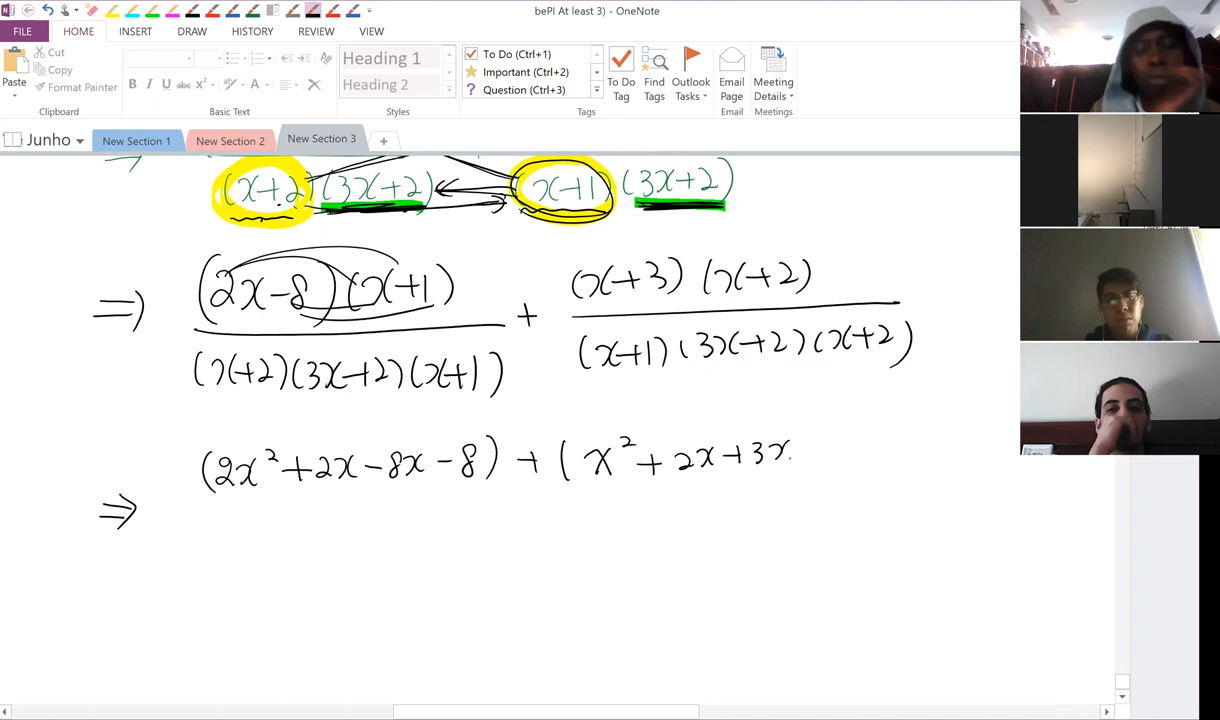 bePI At least 3) - OneNote
FILE HOME INSERT DRAW HISTORY REVIEW VIEW
Paste
Cut
Copy
Format Painter
Clipboard
B I U abc x² A
Basic Text
Heading 1
Heading 2
Styles
To Do (Ctrl+1)
Important (Ctrl+2)
Question (Ctrl+3)
To Do Tag
Find Tags
Outlook Tasks
Tags
Email Page
Email
Meeting Details
Meetings
Junho New Section 1 New Section 2 New Section 3 +
⇒ (x+2)(3x+2) (x+1)(3x+2)
⇒ (2x-8)(x+1) + (x+3)(x+2)
(x+2)(3x+2)(x+1) (x+1)(3x+2)(x+2)
(2x²+2x-8x-8) + (x²+2x+3x
⇒